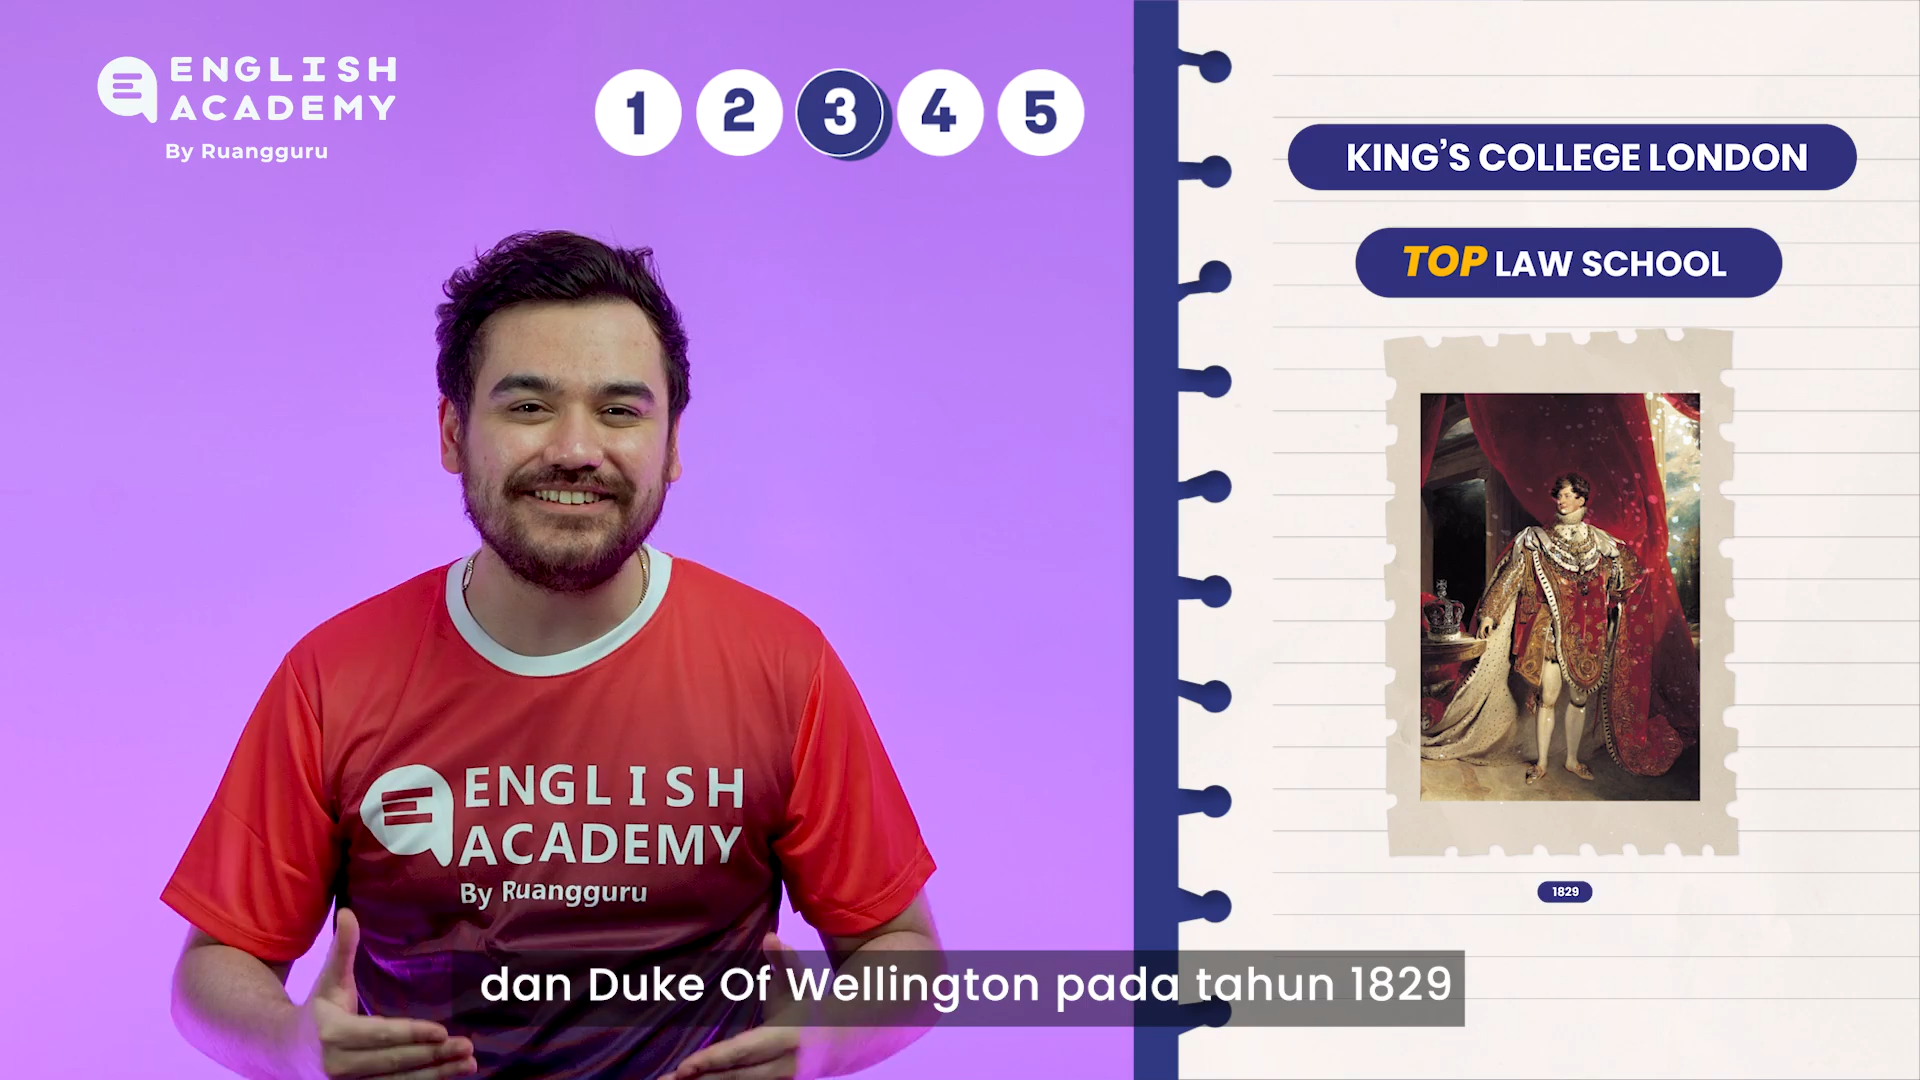 ENGLISH
ACADEMY
By Ruangguru
1 2 3 4 5
KING'S COLLEGE LONDON
TOP LAW SCHOOL
1829
ENGLISH
ACADEMY
By Ruangguru
dan Duke Of Wellington pada tahun 1829